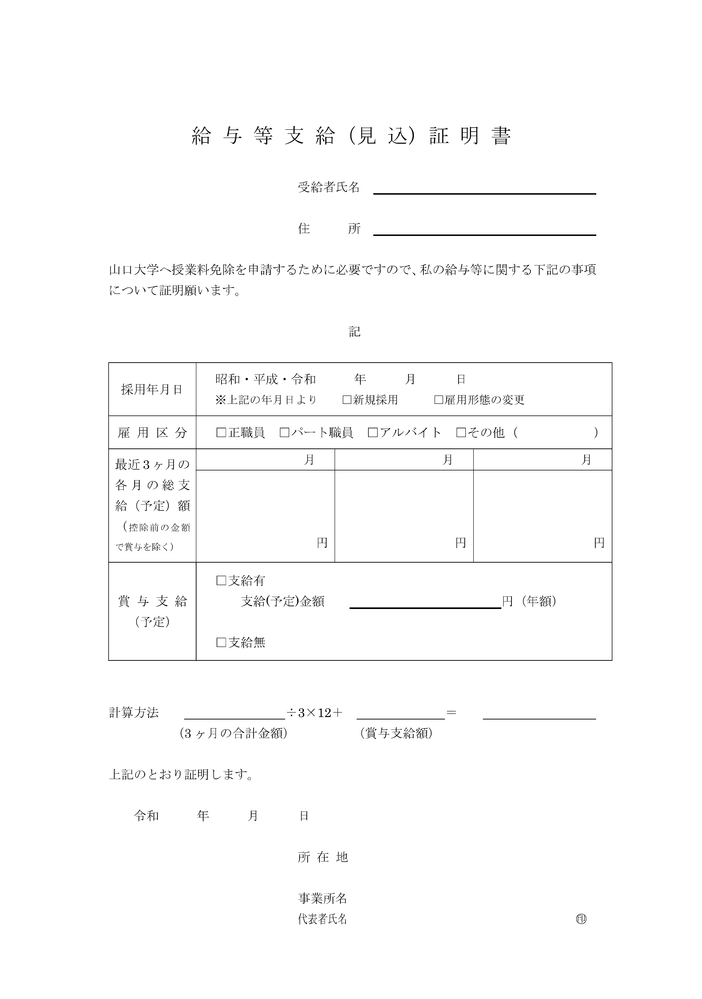 給与等支給(見込)証明書
受給者氏名
住　　　所
山口大学へ授業料免除を申請するために必要ですので、私の給与等に関する下記の事項
について証明願います。
記
採用年月日
昭和・平成・令和　　　年　　　月　　　日
※上記の年月日より　　□新規採用　　　□雇用形態の変更
雇用区分
□正職員　□パート職員　□アルバイト　□その他（　　　　　　）
最近3ヶ月の
各月の総支
給（予定）額
（控除前の金額
で賞与を除く）
月　　　月　　　月
円　　　円　　　円
賞与支給
（予定）
□支給有
支給(予定)金額　　　　　　円（年額）
□支給無
計算方法　　　　　÷3×12＋　　　　　＝
（3ヶ月の合計金額）　　　（賞与支給額）
上記のとおり証明します。
令和　　　年　　　月　　　日
所在地
事業所名
代表者氏名　　　　　　㊞